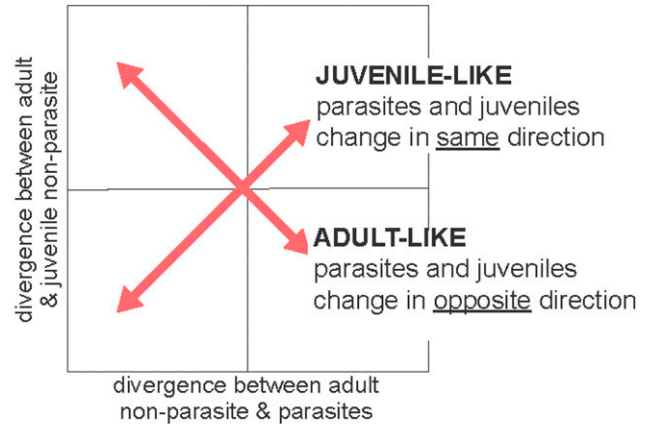 divergence between adult
& juvenile non-parasite
JUVENILE-LIKE
parasites and juveniles
change in same direction
ADULT-LIKE
parasites and juveniles
change in opposite direction
divergence between adult
non-parasite & parasites